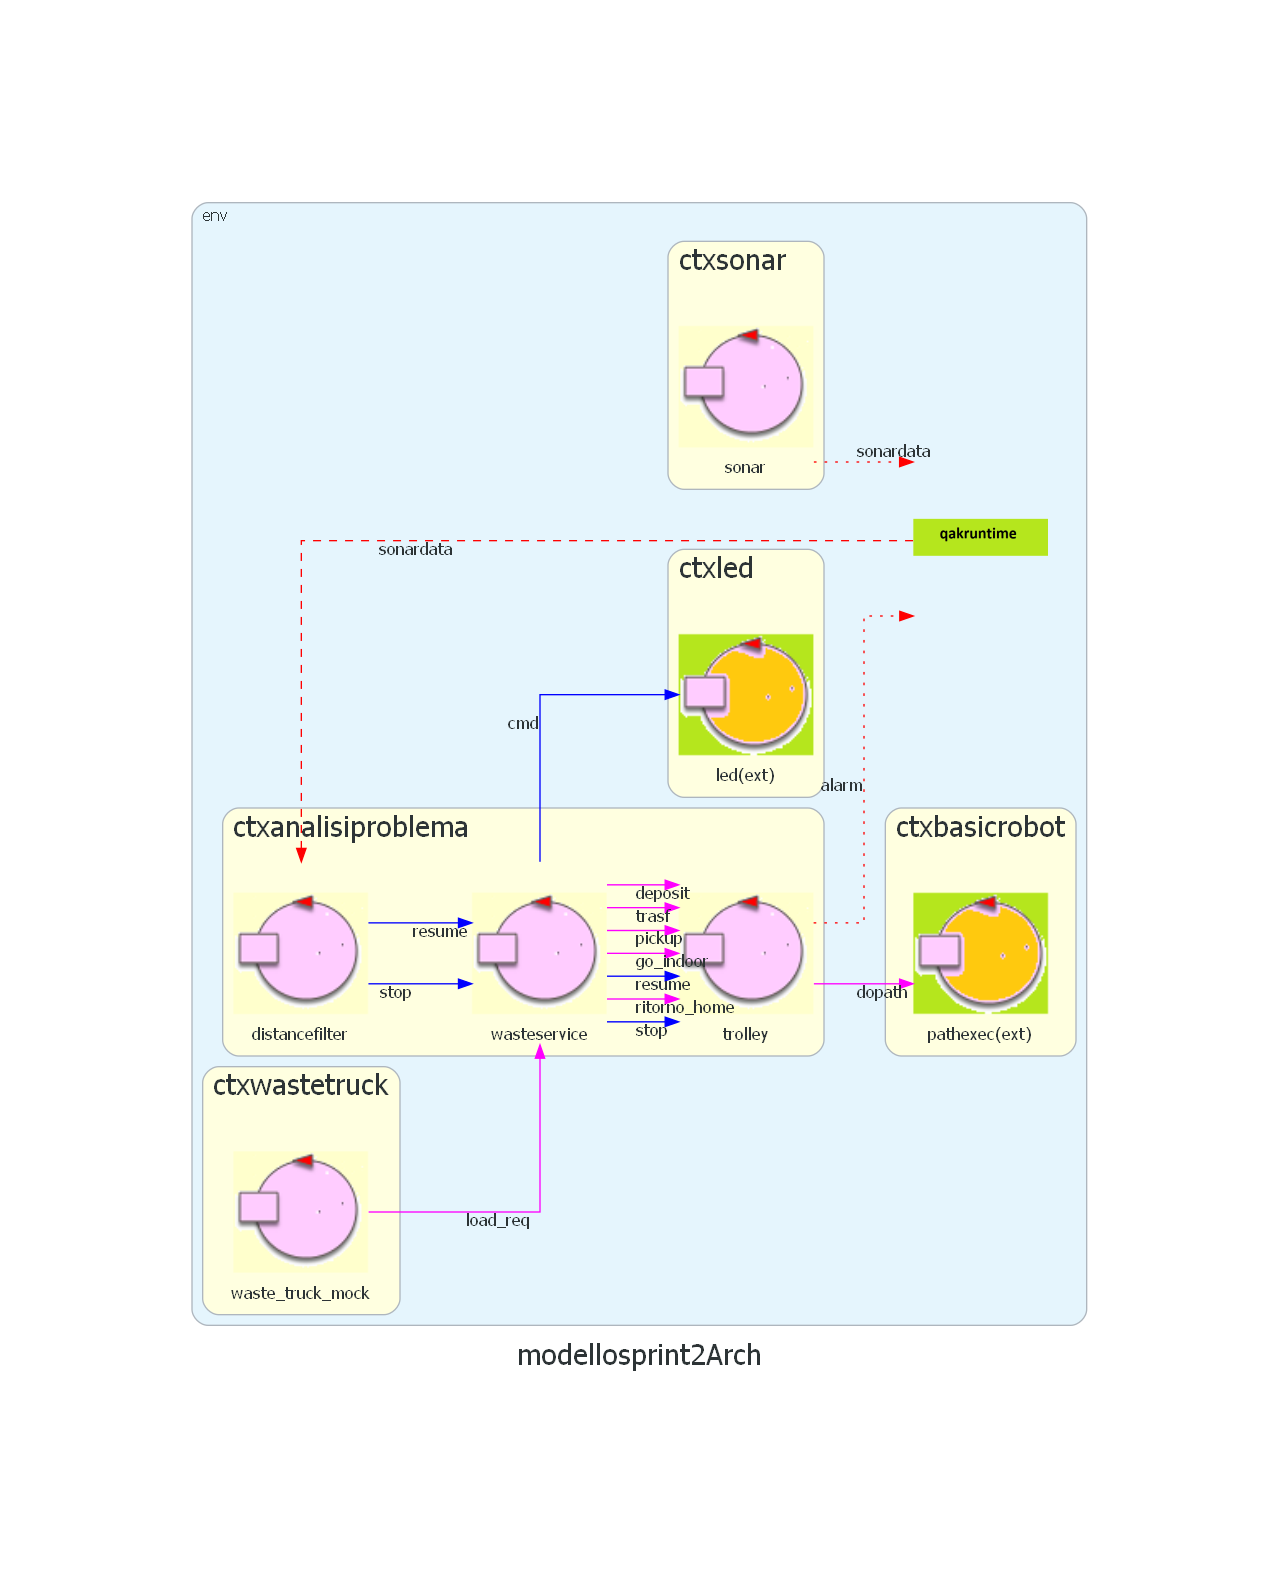 env
ctxsonar
sonar
sonardata
qakruntime
sonardata
ctxled
cmd
led(ext)
alarm
ctxanalisiproblema
ctxbasicrobot
deposit
trasf
resume
pickup
go_indoor
stop
resume
dopath
ritorno_home
stop
distancefilter
wasteservice
trolley
pathexec(ext)
ctxwastetruck
load_req
waste_truck_mock
modellosprint2Arch